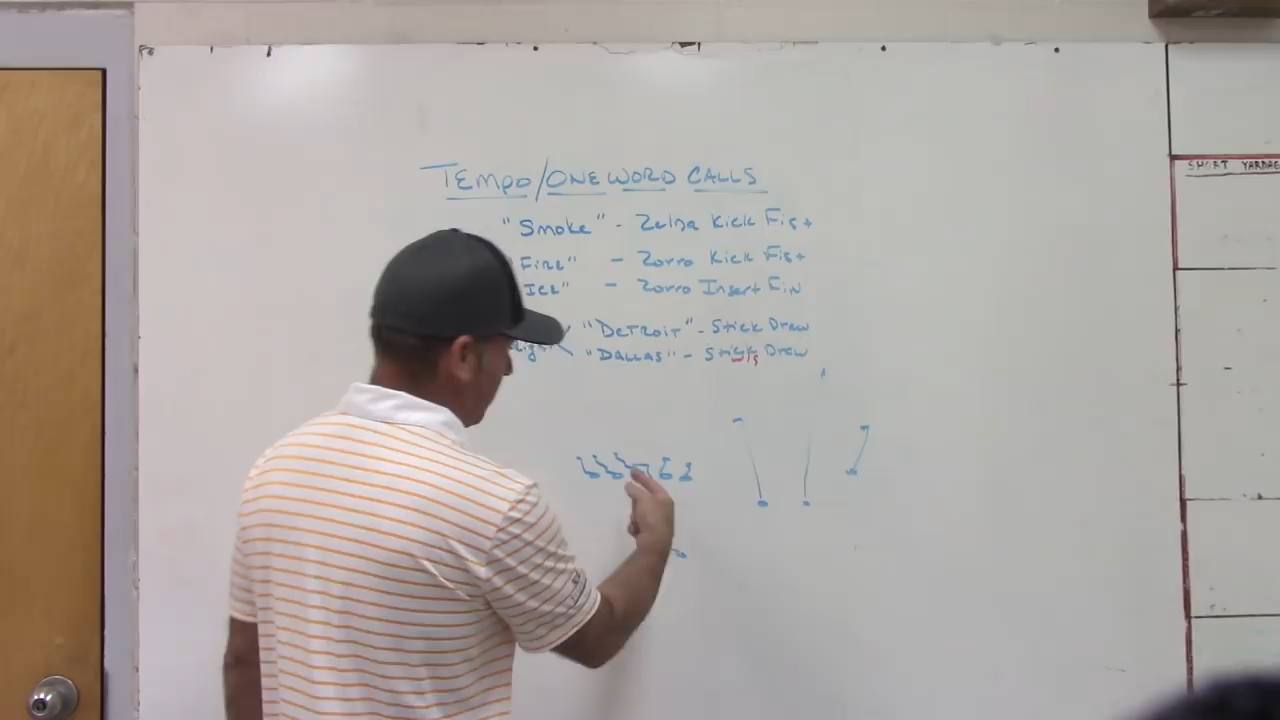 TEMPO/ONE WORD CALLS
"Smoke" - Zelda Kick Fist
FIRE" - Zorro Kick Fist
ICE" - Zorro Insert Fin
"DETROIT" - Stick Draw
"DALLAS" - Sticks Draw
SHORT YARDAGE